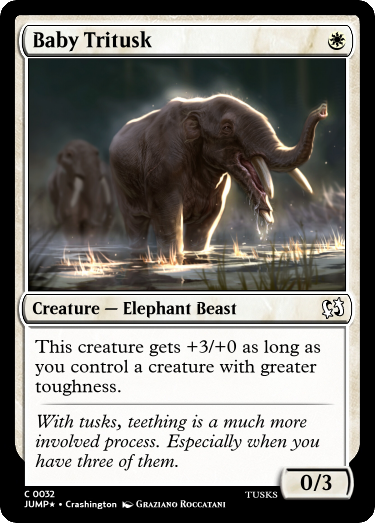 Baby Tritusk
Creature — Elephant Beast
This creature gets +3/+0 as long as
you control a creature with greater
toughness.
With tusks, teething is a much more
involved process. Especially when you
have three of them.
0/3
C 0032
TUSKS
JUMP★ • Crashington Graziano Roccatani